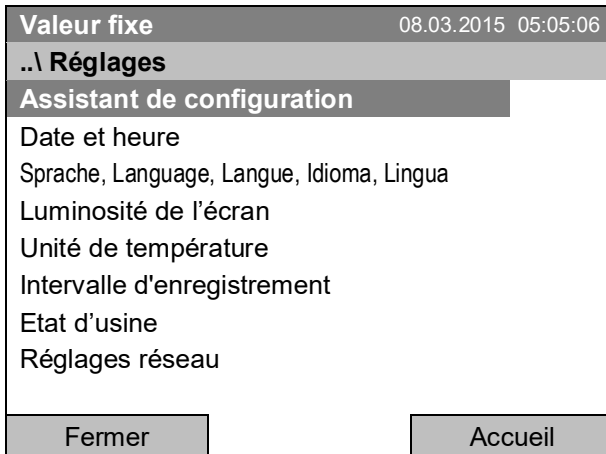 Valeur fixe 08.03.2015 05:05:06
..\ Réglages
Assistant de configuration
Date et heure
Sprache, Language, Langue, Idioma, Lingua
Luminosité de l’écran
Unité de température
Intervalle d'enregistrement
Etat d’usine
Réglages réseau
Fermer Accueil